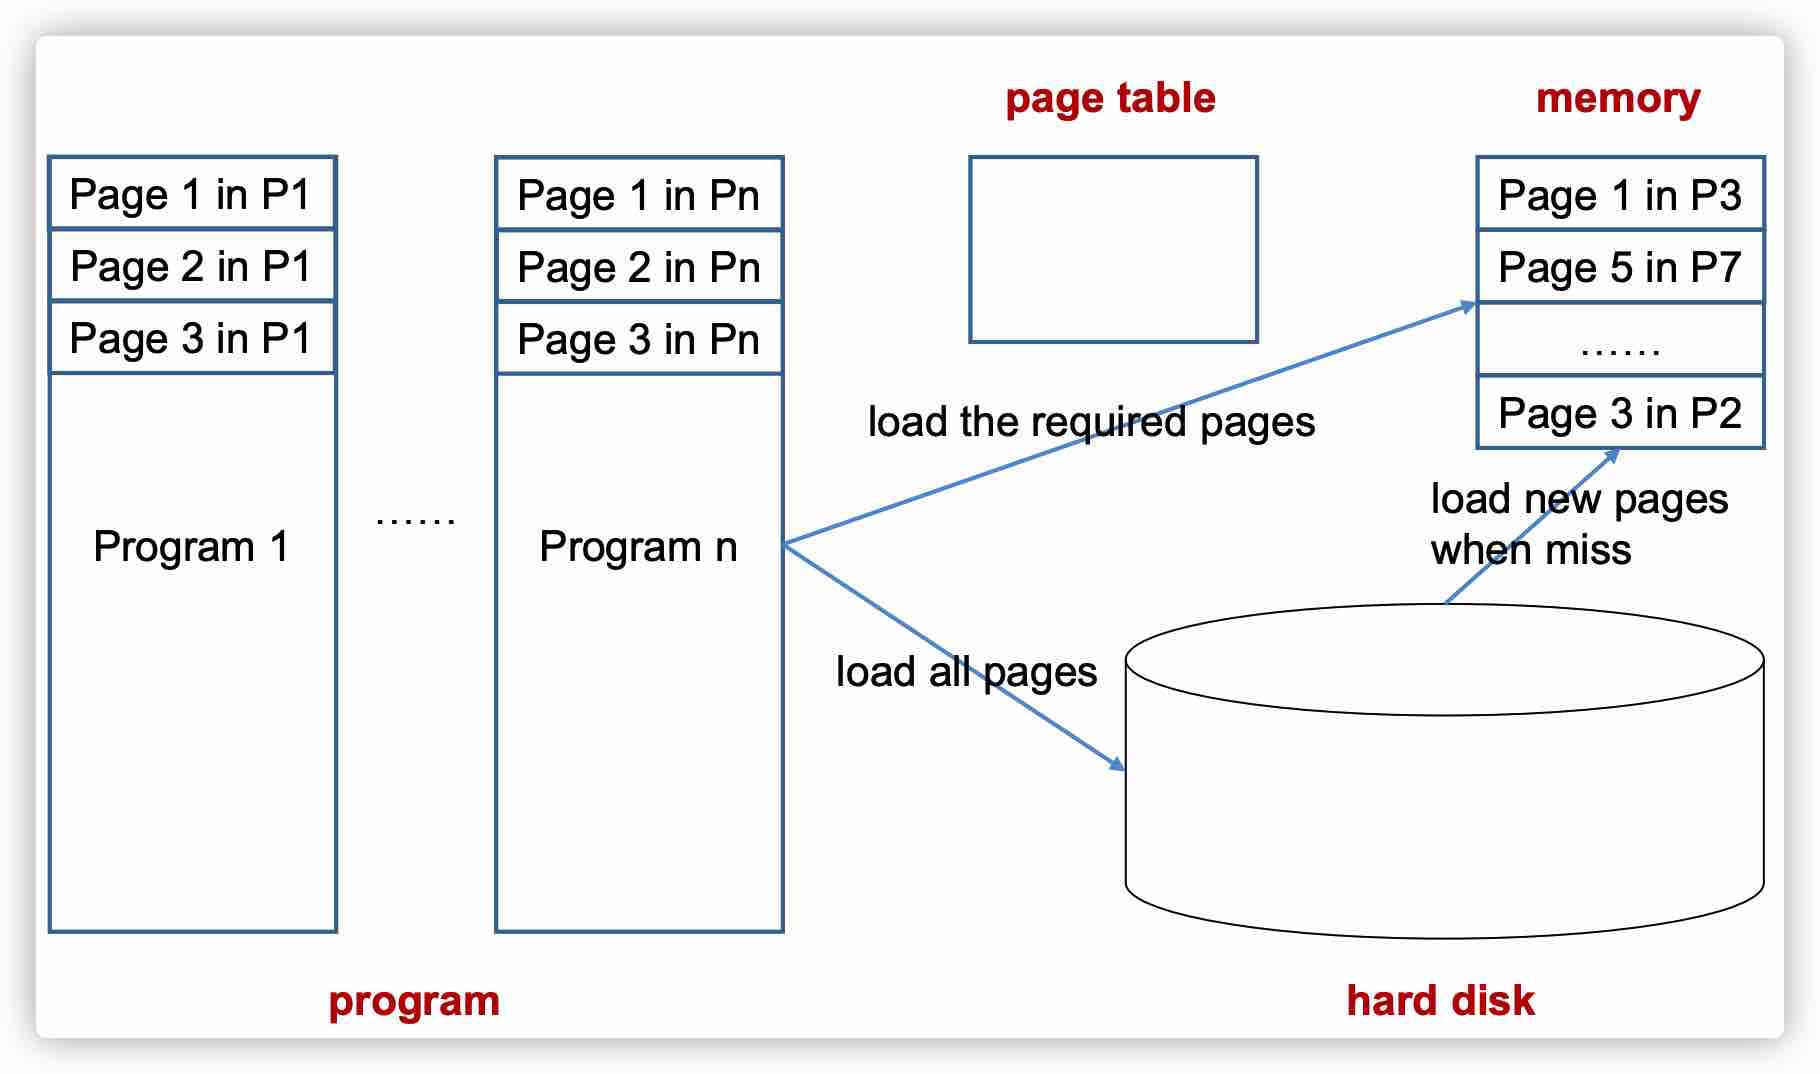 page table
memory
Page 1 in P1
Page 2 in P1
Page 3 in P1
Program 1
......
Page 1 in Pn
Page 2 in Pn
Page 3 in Pn
Program n
Page 1 in P3
Page 5 in P7
......
Page 3 in P2
load the required pages
load new pages
when miss
load all pages
program
hard disk